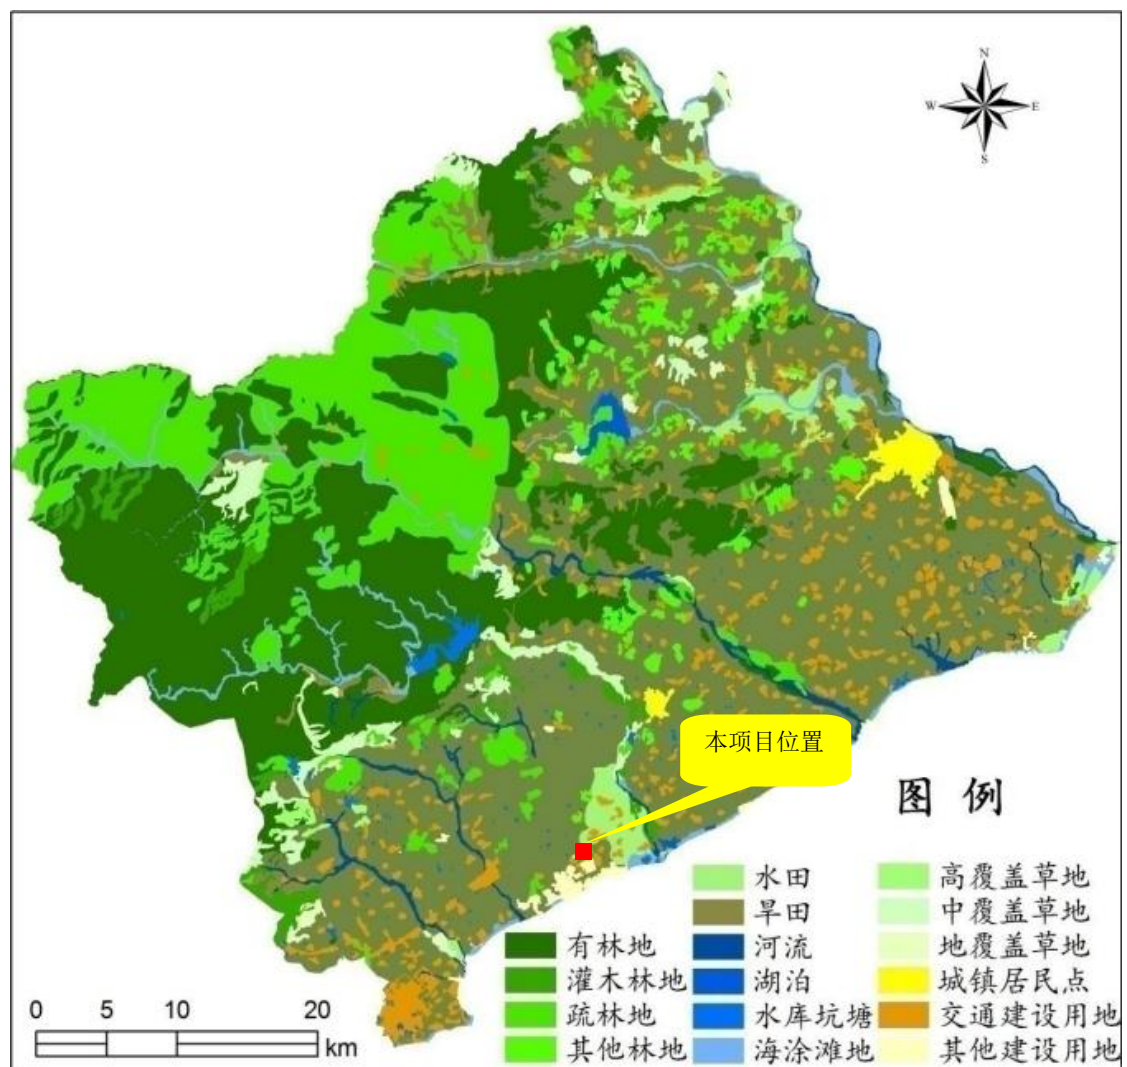 N
W E
S
本项目位置
图 例
水田 高覆盖草地
旱田 中覆盖草地
有林地 河流 地覆盖草地
灌木林地 湖泊 城镇居民点
疏林地 水库坑塘 交通建设用地
其他林地 海涂滩地 其他建设用地
0 5 10 20
km